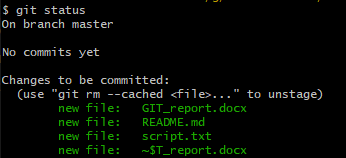 $ git status
On branch master

No commits yet

Changes to be committed:
  (use "git rm --cached <file>..." to unstage)
        new file:   GIT_report.docx
        new file:   README.md
        new file:   script.txt
        new file:   ~$T_report.docx